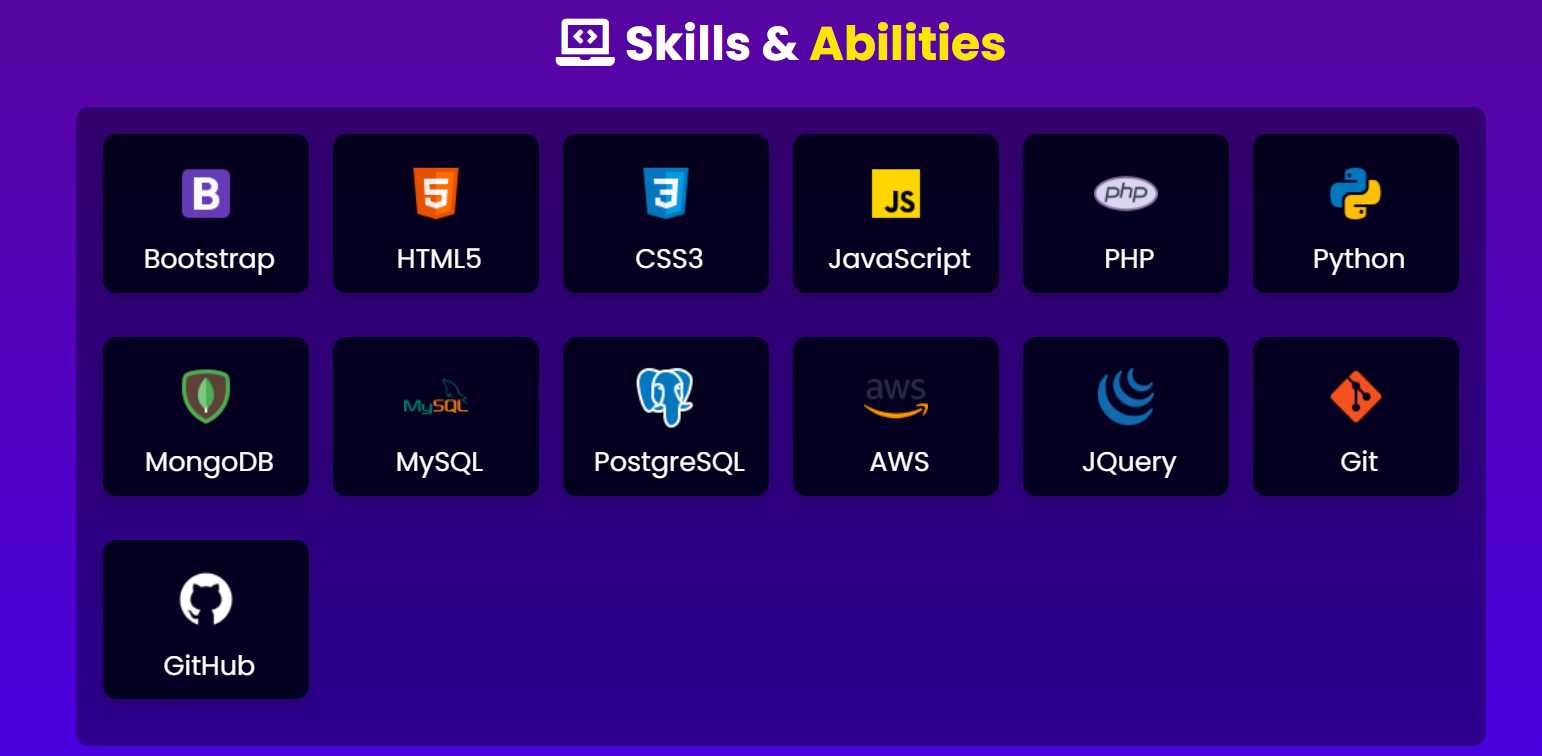 Skills & Abilities
B
5
3
JS
php
Bootstrap
HTML5
CSS3
JavaScript
PHP
Python
MySQL
aws
MongoDB
MySQL
PostgreSQL
AWS
JQuery
Git
GitHub